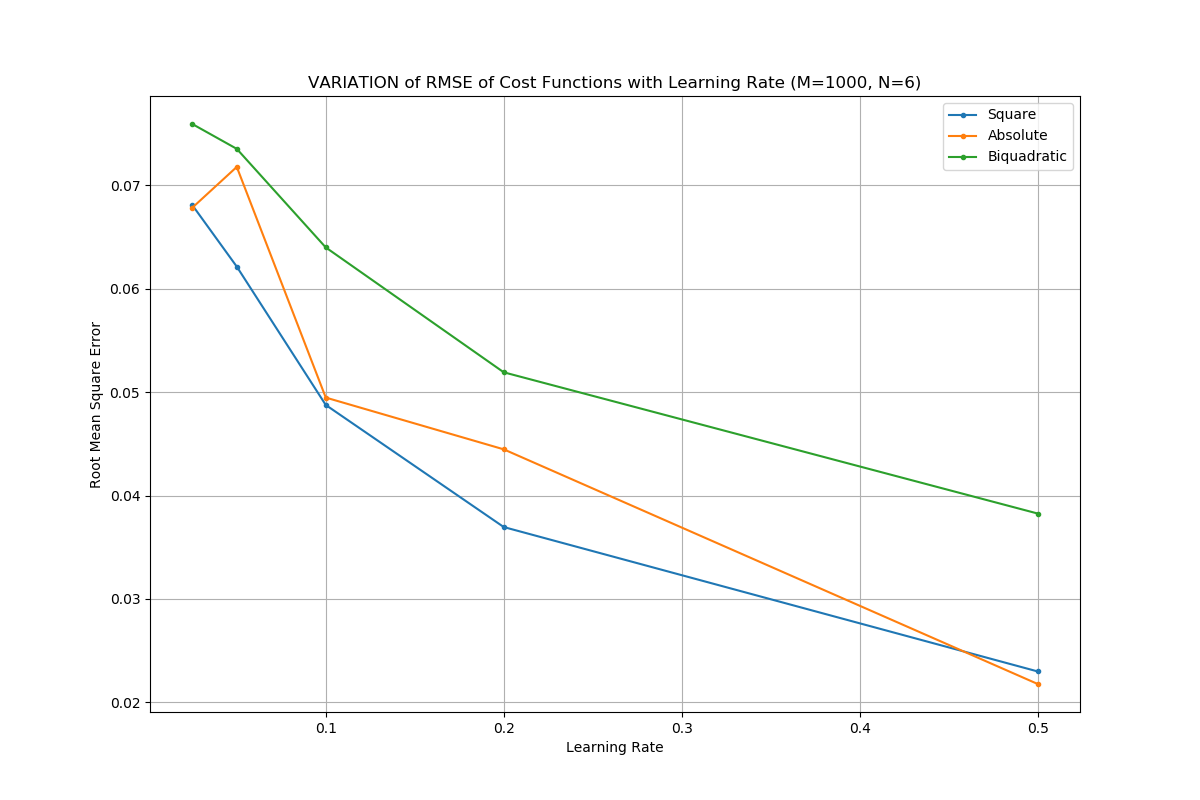 VARIATION of RMSE of Cost Functions with Learning Rate (M=1000, N=6)
Square
Absolute
Biquadratic
0.07
0.06
0.05
0.04
0.03
0.02
Root Mean Square Error
0.1
0.2
0.3
0.4
0.5
Learning Rate